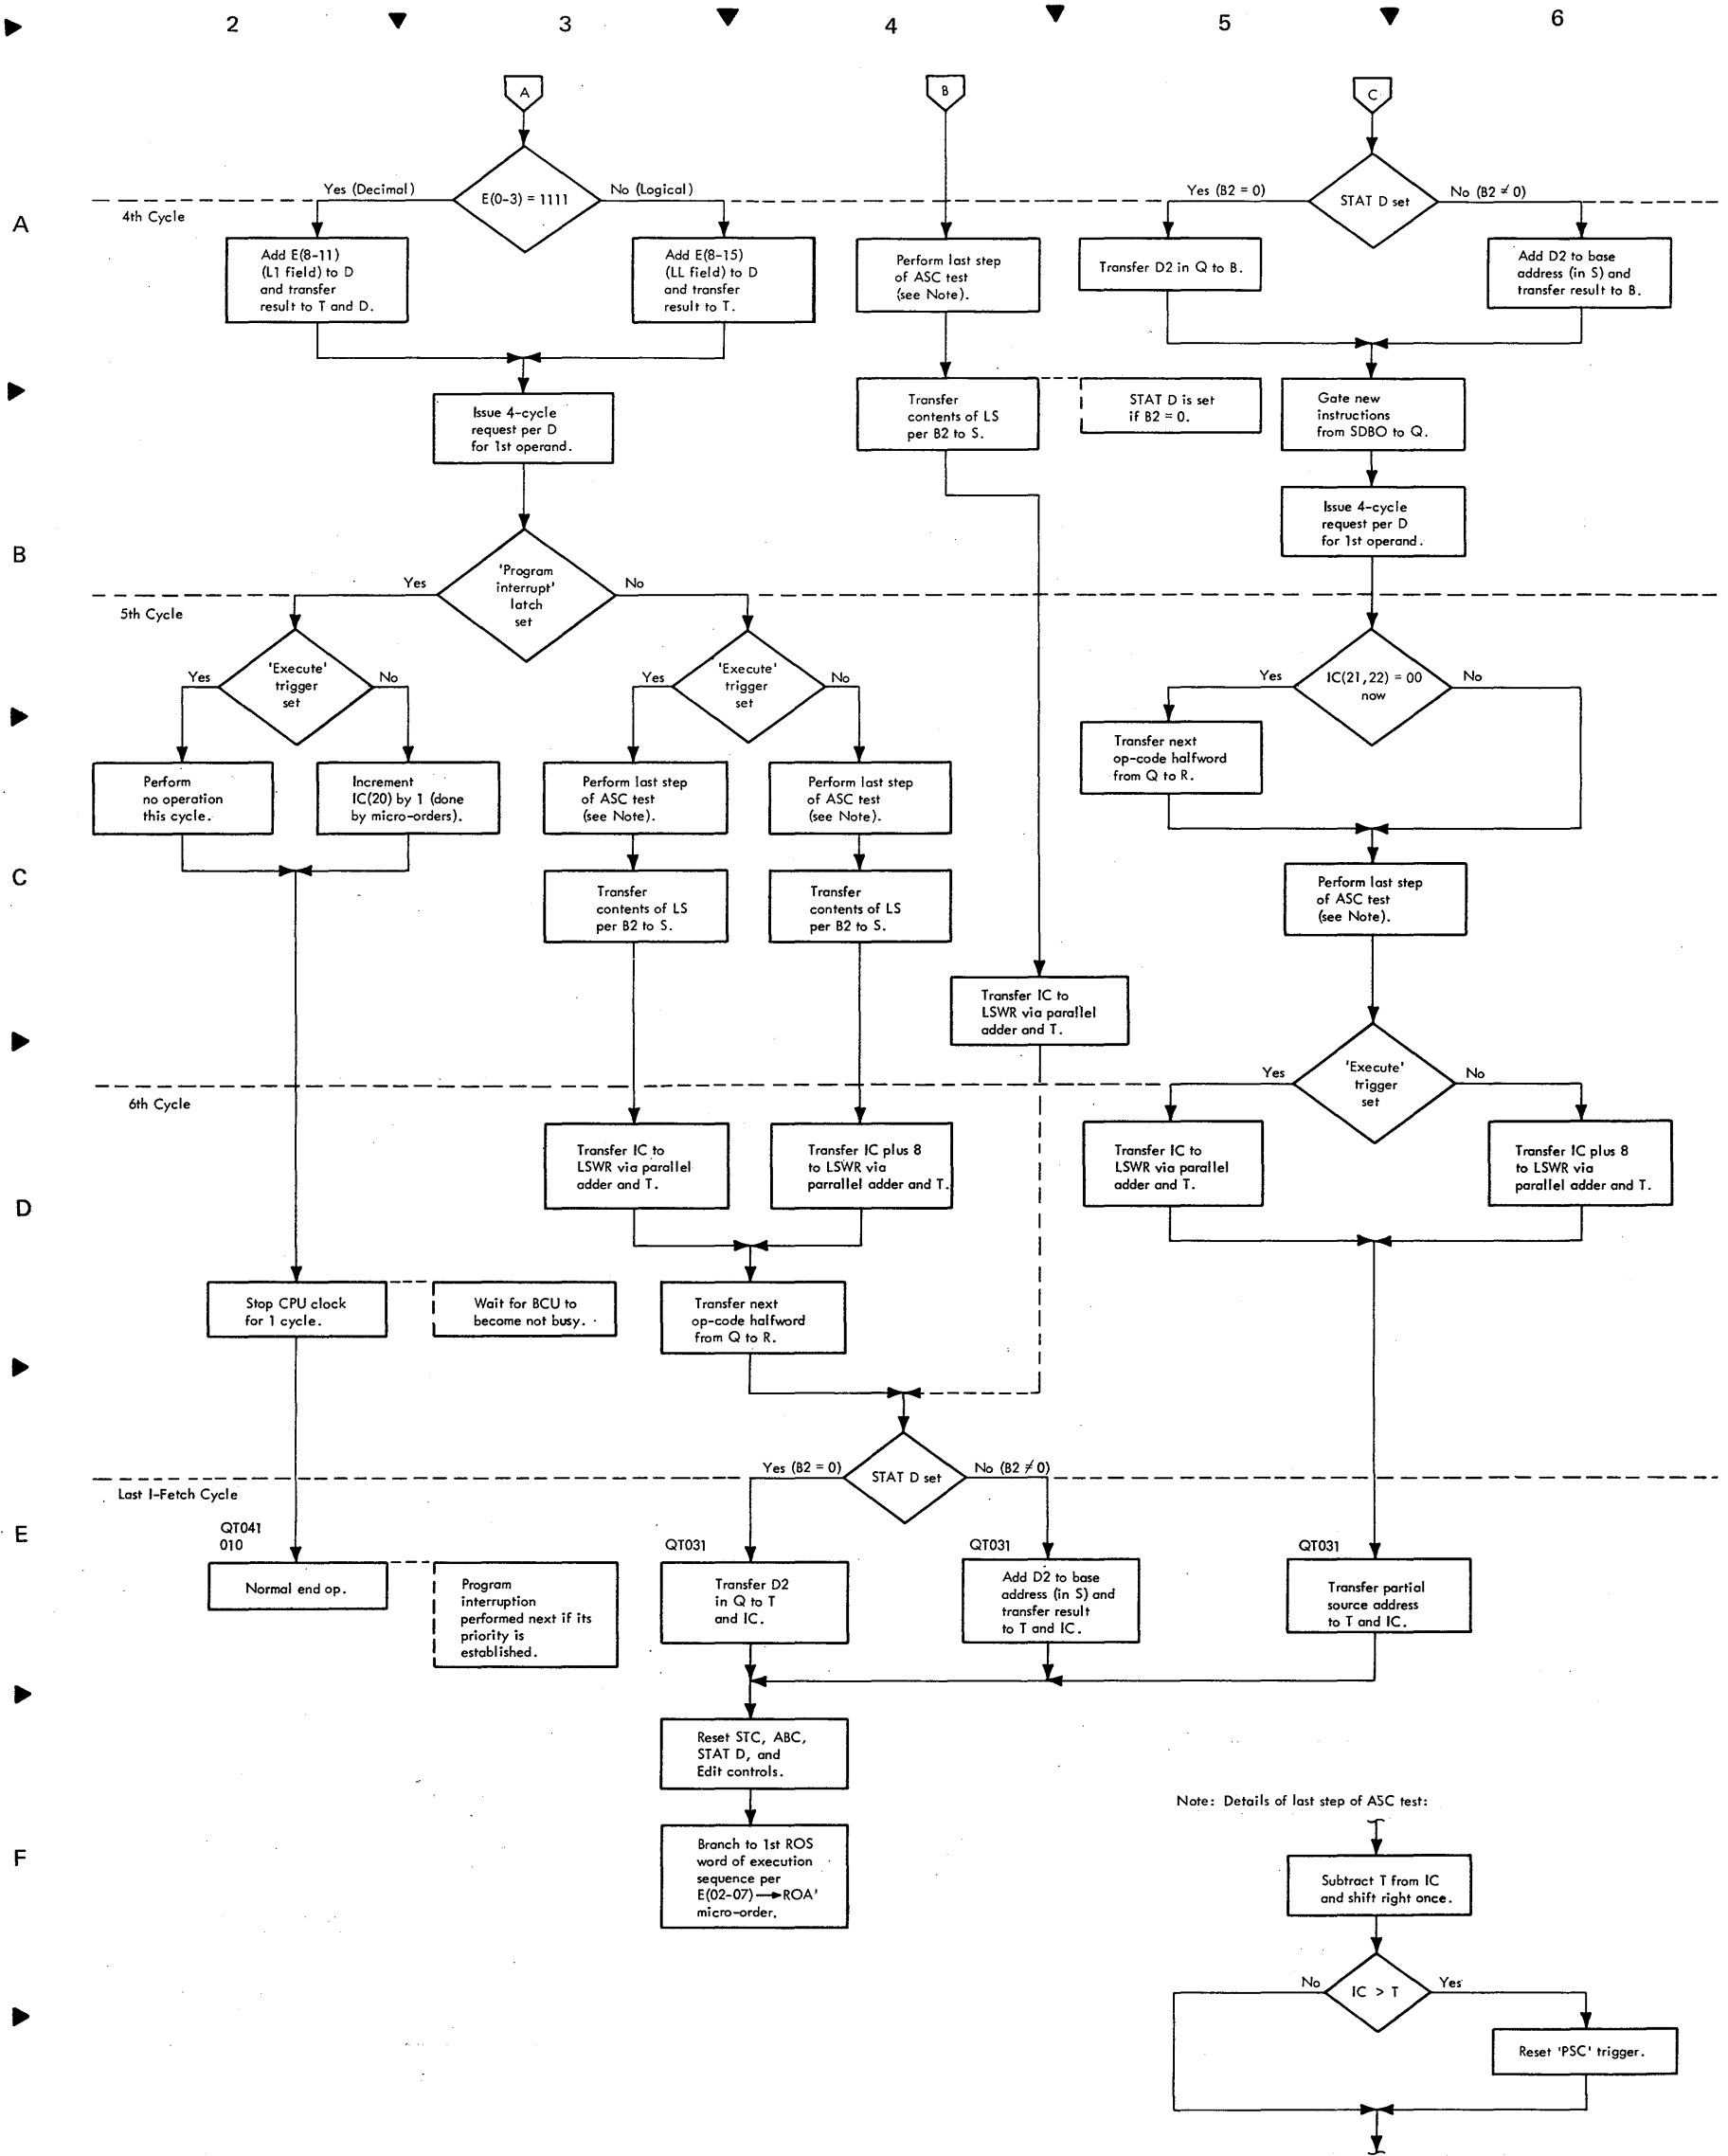 2 3 4 5 6
A B C
Yes (Decimal)
E(0-3) = 1111
No (Logical)
Yes (B2 = 0)
STAT D set
No (B2 ≠ 0)
A
4th Cycle
Add E(8-11)
(L1 field) to D
and transfer
result to T and D.
Add E(8-15)
(LL field) to D
and transfer
result to T.
Perform last step
of ASC test
(see Note).
Transfer D2 in Q to B.
Add D2 to base
address (in S) and
transfer result to B.
Issue 4-cycle
request per D
for 1st operand.
Transfer
contents of LS
per B2 to S.
STAT D is set
if B2 = 0.
Gate new
instructions
from SDBO to Q.
Issue 4-cycle
request per D
for 1st operand.
B
Yes
'Program
interrupt'
latch
set
No
5th Cycle
Yes
'Execute'
trigger
set
No
Yes
'Execute'
trigger
set
No
Yes
IC(21,22) = 00
now
No
Transfer next
op-code halfword
from Q to R.
Perform
no operation
this cycle.
Increment
IC(20) by 1 (done
by micro-orders).
Perform last step
of ASC test
(see Note).
Perform last step
of ASC test
(see Note).
C
Transfer
contents of LS
per B2 to S.
Transfer
contents of LS
per B2 to S.
Perform last step
of ASC test
(see Note).
Transfer IC to
LSWR via parallel
adder and T.
Yes
'Execute'
trigger
set
No
6th Cycle
Transfer IC to
LSWR via parallel
adder and T.
Transfer IC plus 8
to LSWR via
parrallel adder and T.
Transfer IC to
LSWR via parallel
adder and T.
Transfer IC plus 8
to LSWR via
parallel adder and T.
D
Stop CPU clock
for 1 cycle.
Wait for BCU to
become not busy.
Transfer next
op-code halfword
from Q to R.
Yes (B2 = 0)
STAT D set
No (B2 ≠ 0)
Last I-Fetch Cycle
E
QT041
010
Normal end op.
Program
interruption
performed next if its
priority is
established.
QT031
Transfer D2
in Q to T
and IC.
QT031
Add D2 to base
address (in S) and
transfer result
to T and IC.
QT031
Transfer partial
source address
to T and IC.
Reset STC, ABC,
STAT D, and
Edit controls.
F
Branch to 1st ROS
word of execution
sequence per
E(02-07)→ROA'
micro-order.
Note: Details of last step of ASC test:
Subtract T from IC
and shift right once.
No
IC > T
Yes
Reset 'PSC' trigger.